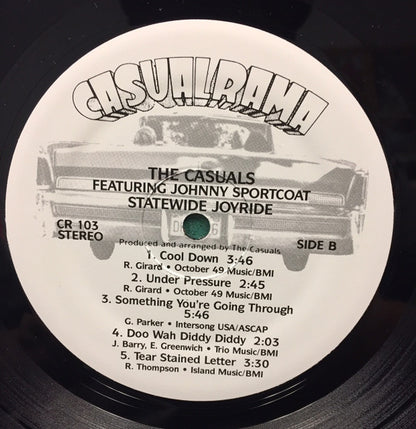 CASUALRAMA
THE CASUALS
FEATURING JOHNNY SPORTCOAT
STATEWIDE JOYRIDE
CR 103
STEREO
SIDE B
Produced and arranged by The Casuals
1. Cool Down 3:46
R. Girard • October 49 Music/BMI
2. Under Pressure 2:45
R. Girard • October 49 Music/BMI
3. Something You're Going Through
5:46
G. Parker • Intersong USA/ASCAP
4. Doo Wah Diddy Diddy 2:03
J. Barry, E. Greenwich • Trio Music/BMI
5. Tear Stained Letter 3:30
R. Thompson • Island Music/BMI